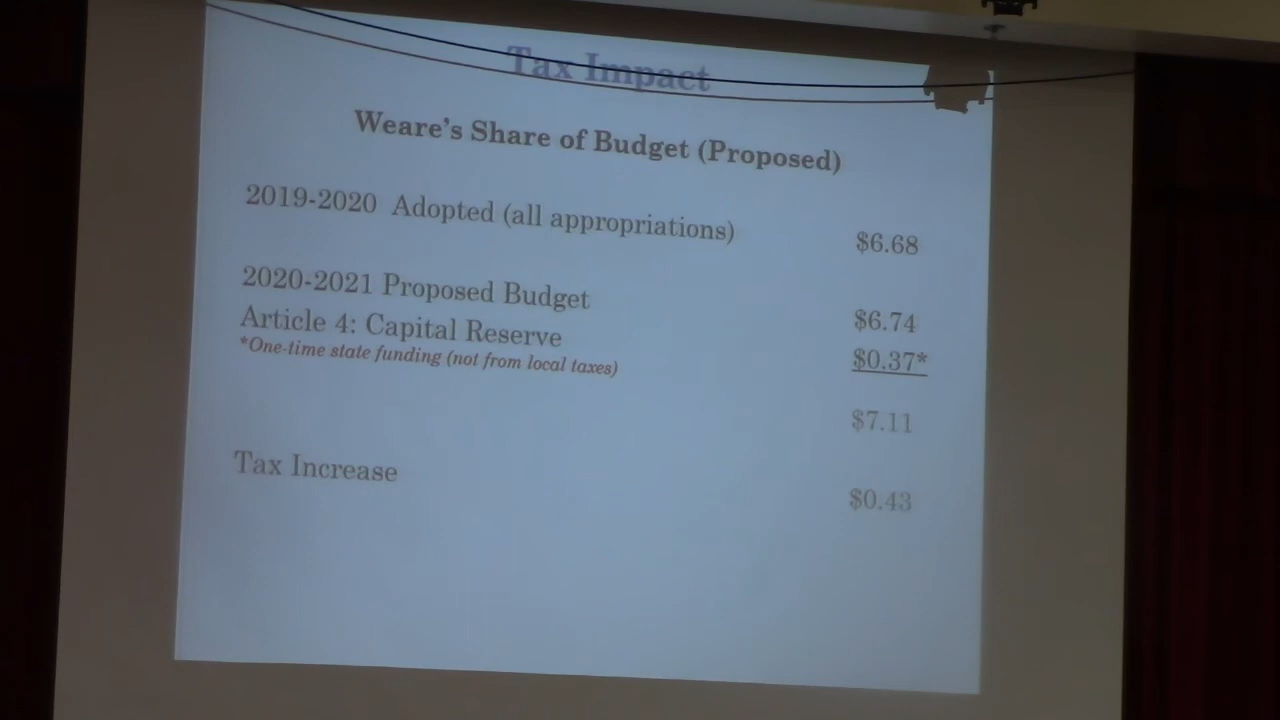 Tax Impact
Weare's Share of Budget (Proposed)
2019-2020 Adopted (all appropriations) $6.68
2020-2021 Proposed Budget $6.74
Article 4: Capital Reserve $0.37*
*One-time state funding (not from local taxes)
$7.11
Tax Increase $0.43